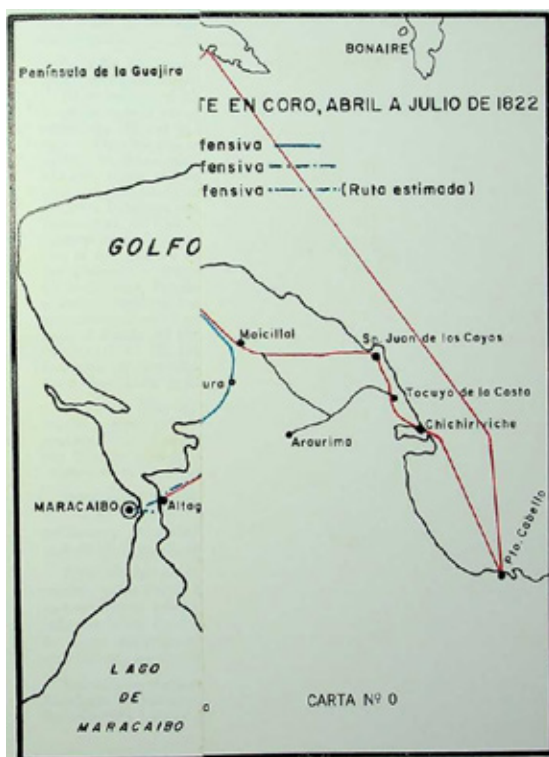 BONAIRE
Península de la Guajira
TE EN CORO, ABRIL A JULIO DE 1822
fensiva
fensiva
fensiva (Ruta estimada)
GOLFO
Maicillal
Sn. Juan de los Cayos
ura
Tocuyo de la Costa
Chichiriviche
Araurima
MARACAIBO
Altag
Pto. Cabello
LAGO
DE
MARACAIBO
CARTA Nº 0